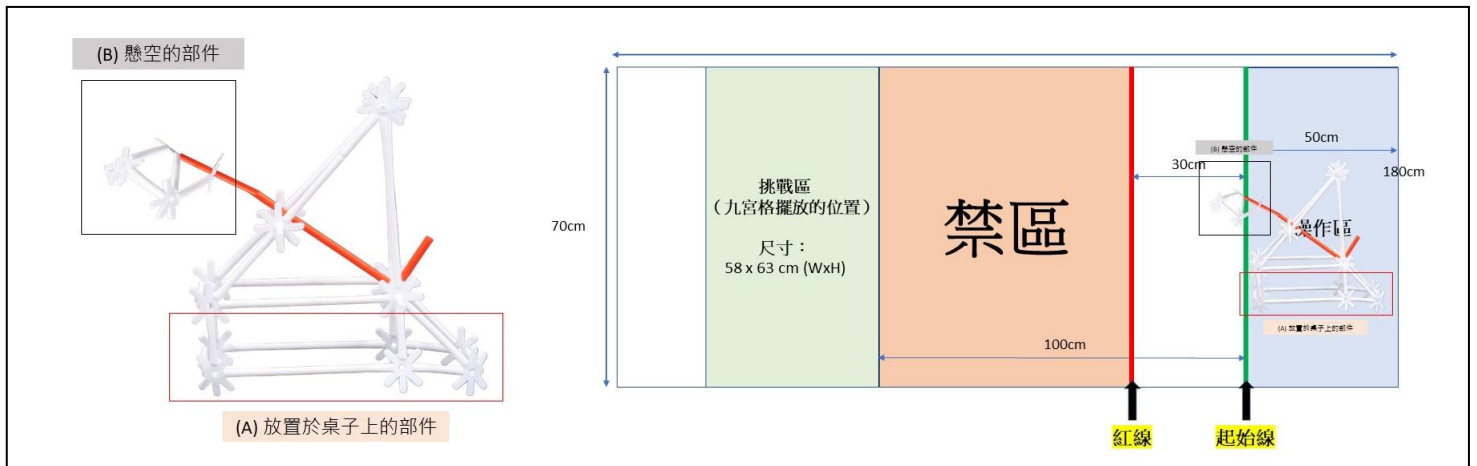 (B) 懸空的部件
(A) 放置於桌子上的部件
70cm
挑戰區
（九宮格擺放的位置）
尺寸：
58 x 63 cm (WxH)
禁區
100cm
紅線
30cm
(B) 懸空的部件
起始線
50cm
180cm
操作區
(A) 放置於桌子上的部件